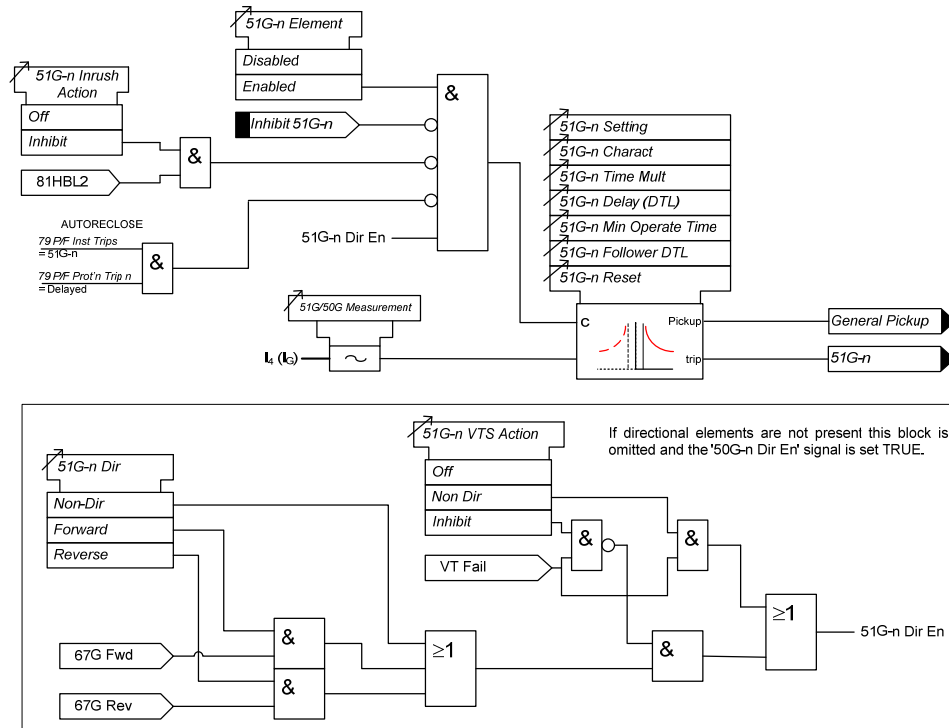 51G-n Element
Disabled
Enabled
51G-n Inrush
Action
Off
Inhibit
81HBL2
&
Inhibit 51G-n
&
AUTORECLOSE
79 P/F Inst Trips
= 51G-n
79 P/F Prot'n Trip n
= Delayed
&
51G-n Dir En
51G-n Setting
51G-n Charact
51G-n Time Mult
51G-n Delay (DTL)
51G-n Min Operate Time
51G-n Follower DTL
51G-n Reset
51G/50G Measurement
I4 (IG)
~
c
Pickup
trip
General Pickup
51G-n
If directional elements are not present this block is
omitted and the '50G-n Dir En' signal is set TRUE.
51G-n Dir
Non-Dir
Forward
Reverse
51G-n VTS Action
Off
Non Dir
Inhibit
VT Fail
&
&
67G Fwd
67G Rev
&
&
≥1
&
≥1
51G-n Dir En